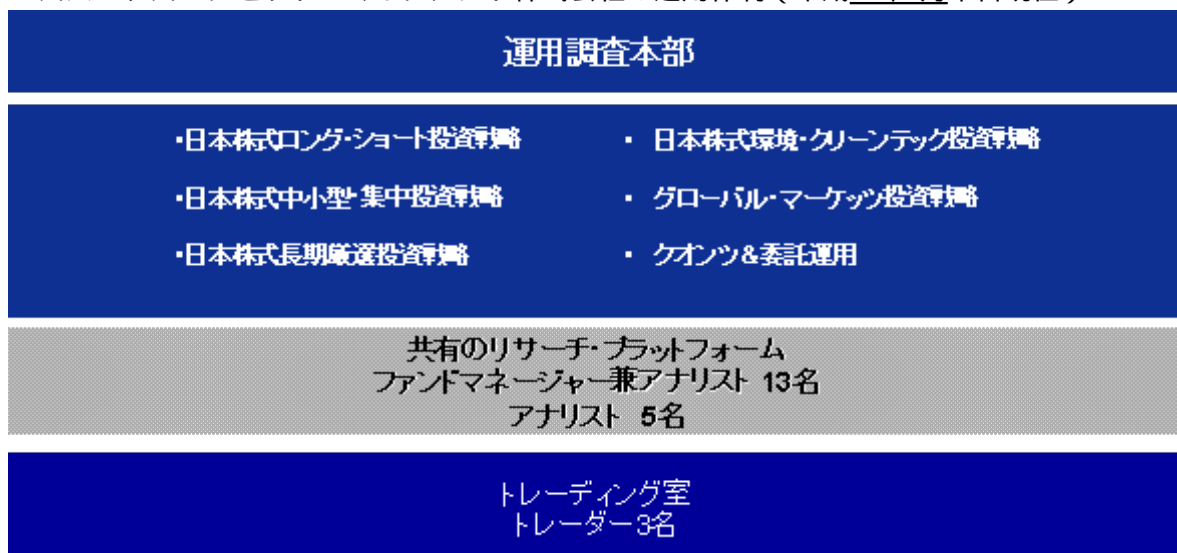 運用調査本部
・日本株式ロング・ショート投資戦略
・日本株式環境・クリーンテック投資戦略
・日本株式中小型・集中投資戦略
・グローバル・マーケッツ投資戦略
・日本株式長期厳選投資戦略
・クオンツ&委託運用
共有のリサーチ・プラットフォーム
ファンドマネージャー兼アナリスト 13名
アナリスト 5名
トレーディング室
トレーダー3名